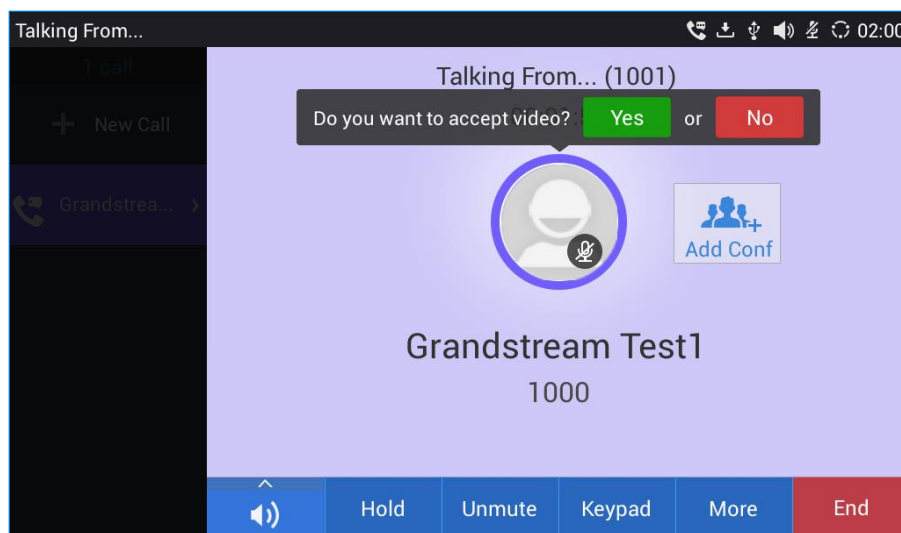 Talking From...
02:00
1 call
New Call
Grandstrea...
Talking From... (1001)
Do you want to accept video? Yes or No
Add Conf
Grandstream Test1
1000
Hold Unmute Keypad More End